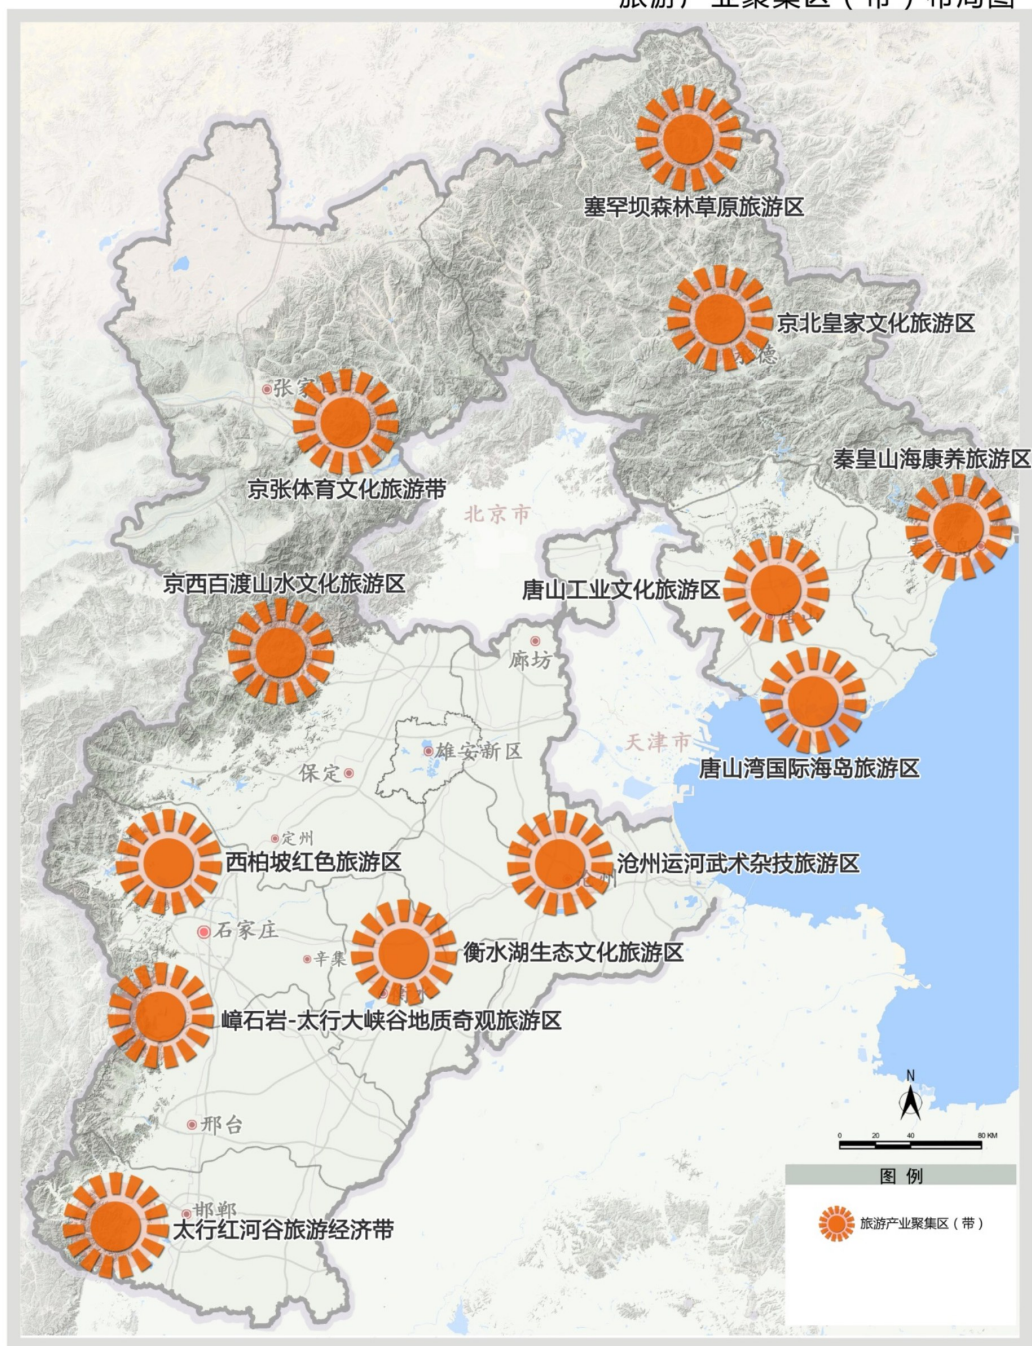 旅游产业聚集区（带）布局图
塞罕坝森林草原旅游区
京北皇家文化旅游区
德
张家
秦皇山海康养旅游区
京张体育文化旅游带
北京市
京西百渡山水文化旅游区
唐山工业文化旅游区
廊坊
雄安新区
天津市
保定
唐山湾国际海岛旅游区
定州
西柏坡红色旅游区
沧州运河武术杂技旅游区
州
石家庄
辛集
衡水湖生态文化旅游区
嶂石岩-太行大峡谷地质奇观旅游区
N
邢台
0 20 40 80 KM
图 例
邯郸
太行红河谷旅游经济带
旅游产业聚集区（带）